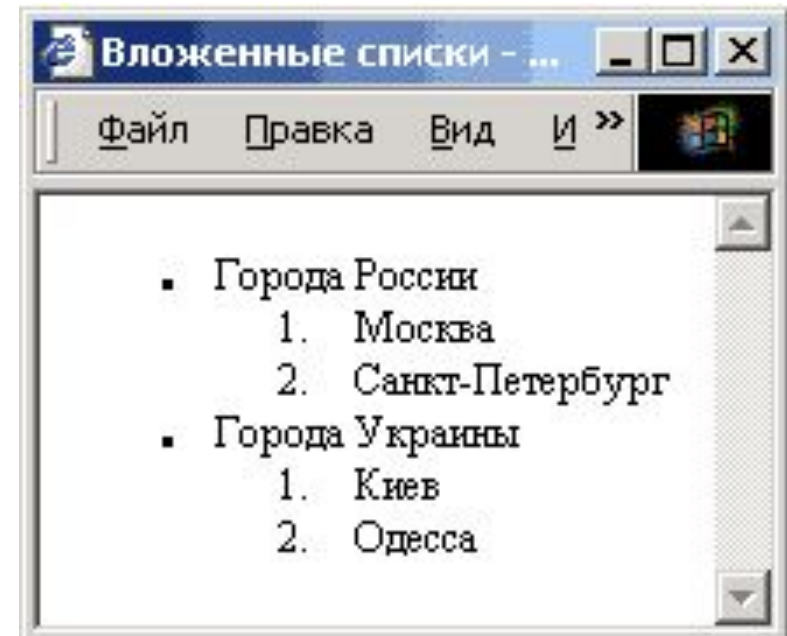 Вложенные списки - ...
Файл Правка Вид И »
▪ Города России
1. Москва
2. Санкт-Петербург
▪ Города Украины
1. Киев
2. Одесса